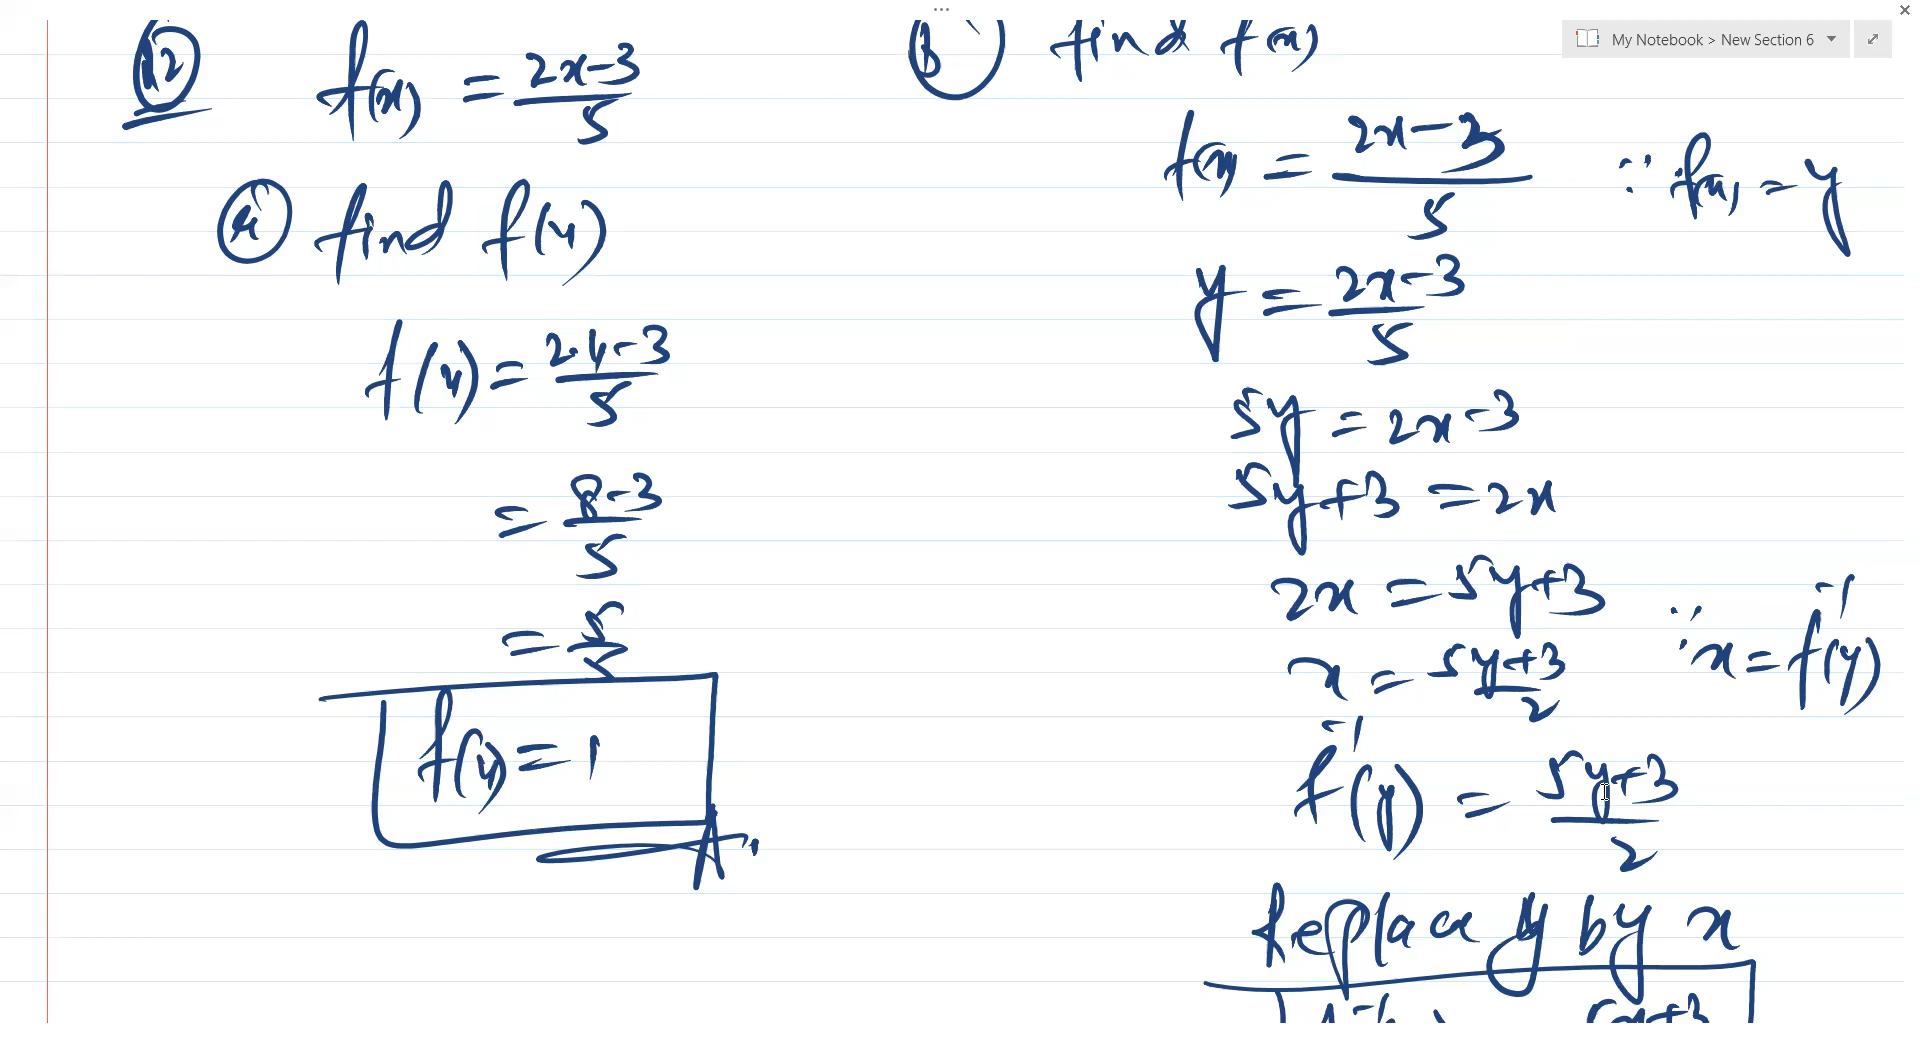 12 f(x) = (2x-3)/5
a find f(4)
f(4) = (2·4-3)/5
= (8-3)/5
= 5/5
f(4) = 1
b find f(x)
f(x) = (2x-3)/5 ∵ f(x) = y
y = (2x-3)/5
5y = 2x-3
5y+3 = 2x
2x = 5y+3
x = (5y+3)/2 ∵ x = f⁻¹(y)
f⁻¹(y) = (5y+3)/2
Replace y by x
My Notebook > New Section 6